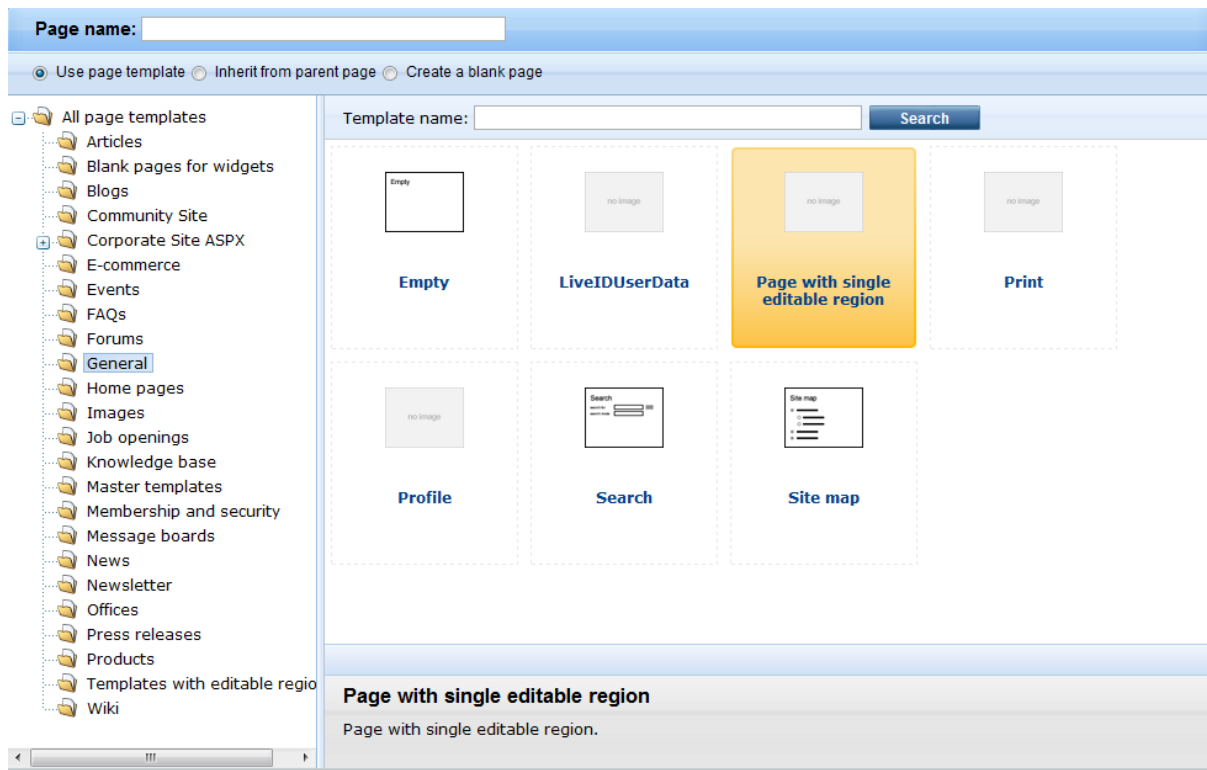 Page name:
Use page template Inherit from parent page Create a blank page
All page templates
Articles
Blank pages for widgets
Blogs
Community Site
Corporate Site ASPX
E-commerce
Events
FAQs
Forums
General
Home pages
Images
Job openings
Knowledge base
Master templates
Membership and security
Message boards
News
Newsletter
Offices
Press releases
Products
Templates with editable regio
Wiki
Template name: Search
Empty
no image
no image
no image
Empty
LiveIDUserData
Page with single
editable region
Print
no image
Search
search for:
search mode:
Site map
Profile
Search
Site map
Page with single editable region
Page with single editable region.